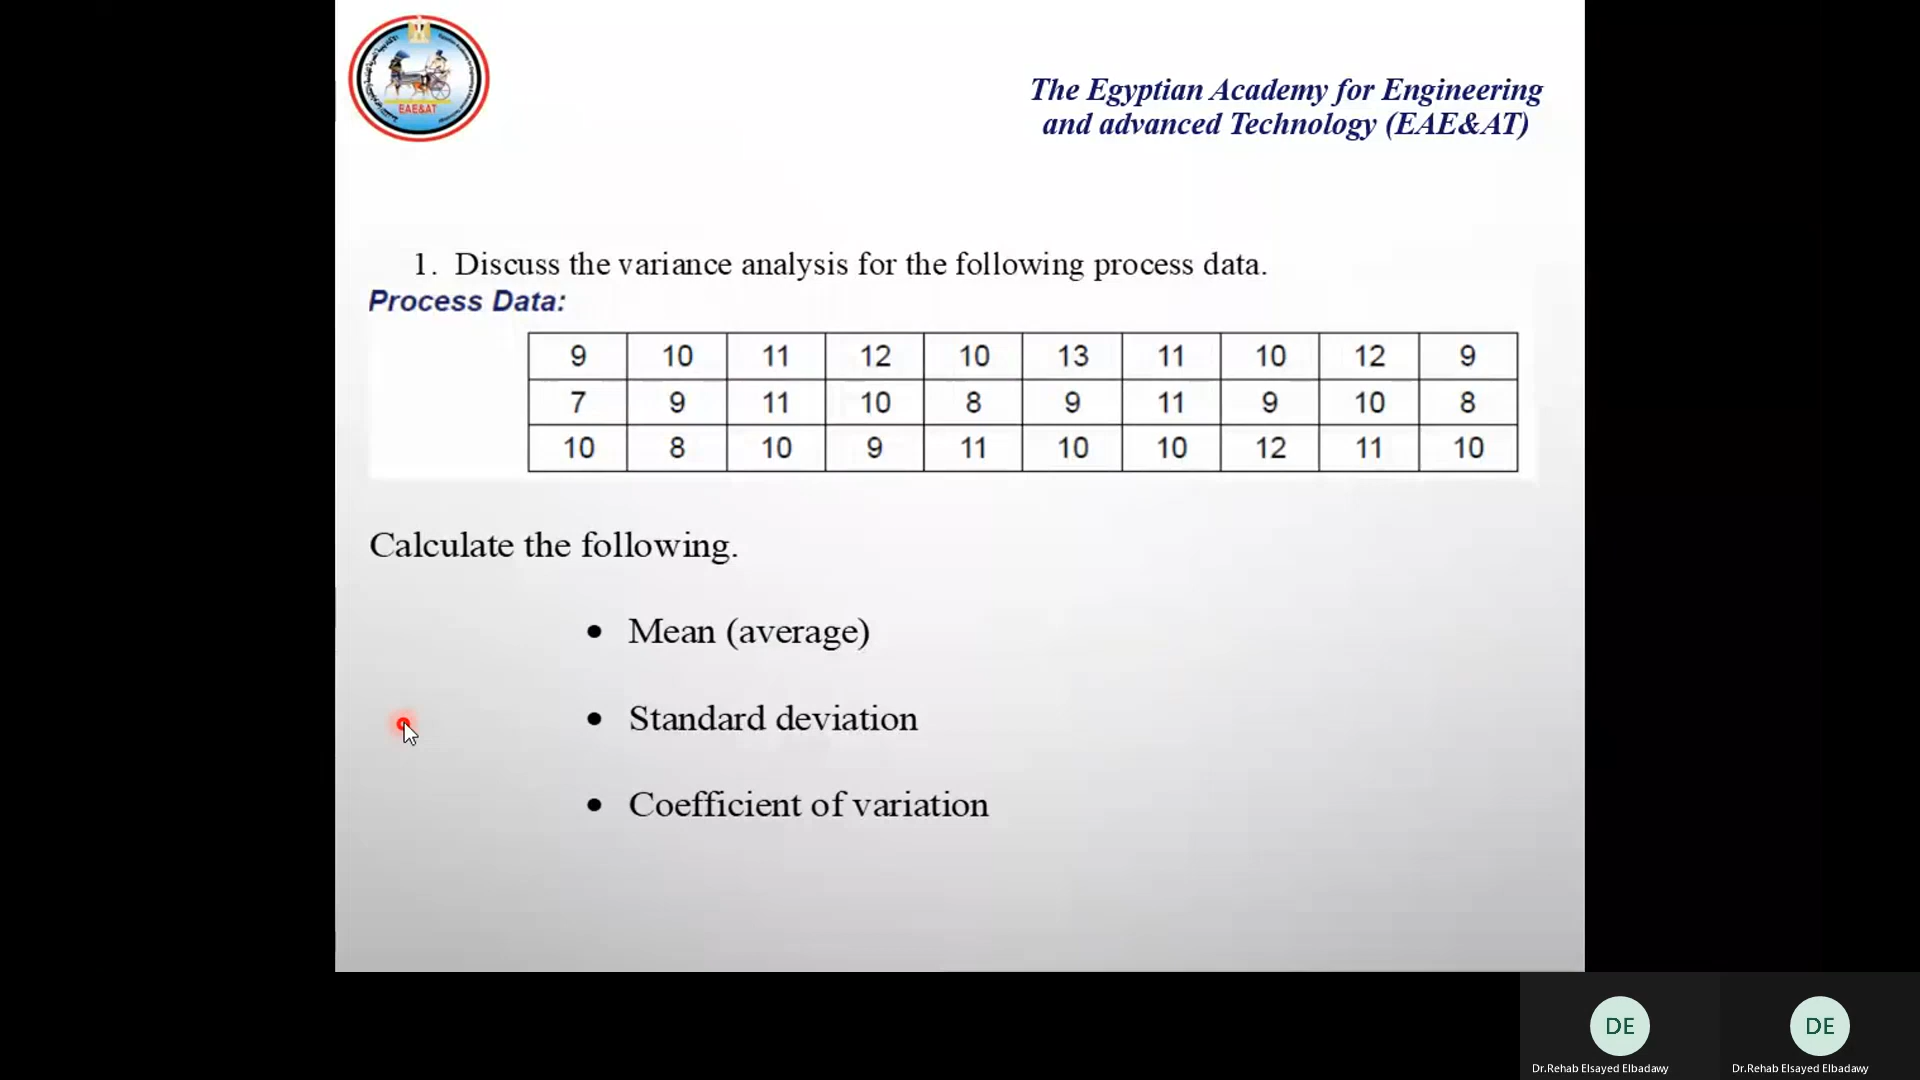 EAE&AT
The Egyptian Academy for Engineering
and advanced Technology (EAE&AT)
1. Discuss the variance analysis for the following process data.
Process Data:
9 10 11 12 10 13 11 10 12 9
7 9 11 10 8 9 11 9 10 8
10 8 10 9 11 10 10 12 11 10
Calculate the following.
• Mean (average)
• Standard deviation
• Coefficient of variation
DE DE
Dr.Rehab Elsayed Elbadawy Dr.Rehab Elsayed Elbadawy